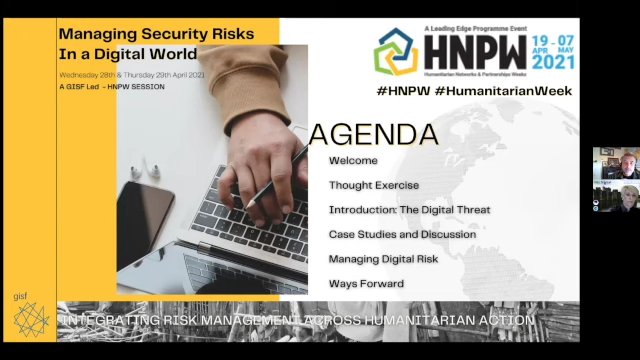 Managing Security Risks
In a Digital World
Wednesday 28th & Thursday 29th April 2021
A GISF Led - HNPW SESSION
A Leading Edge Programme Event
HNPW
19 - 07
APR MAY
2021
Humanitarian Networks & Partnerships Weeks
#HNPW #HumanitarianWeek
AGENDA
Welcome
Thought Exercise
Introduction: The Digital Threat
Case Studies and Discussion
Managing Digital Risk
Ways Forward
gisf
INTEGRATING RISK MANAGEMENT ACROSS HUMANITARIAN ACTION